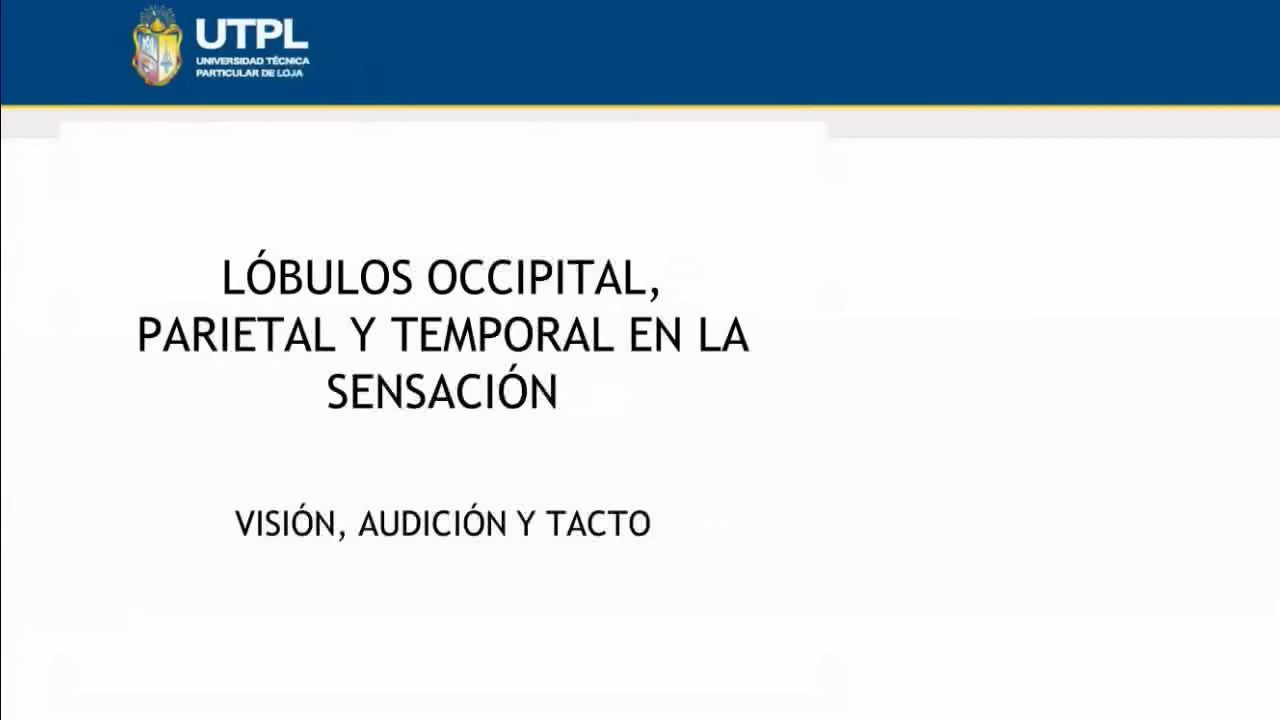 UTPL
UNIVERSIDAD TÉCNICA
PARTICULAR DE LOJA
LÓBULOS OCCIPITAL,
PARIETAL Y TEMPORAL EN LA
SENSACIÓN
VISIÓN, AUDICIÓN Y TACTO